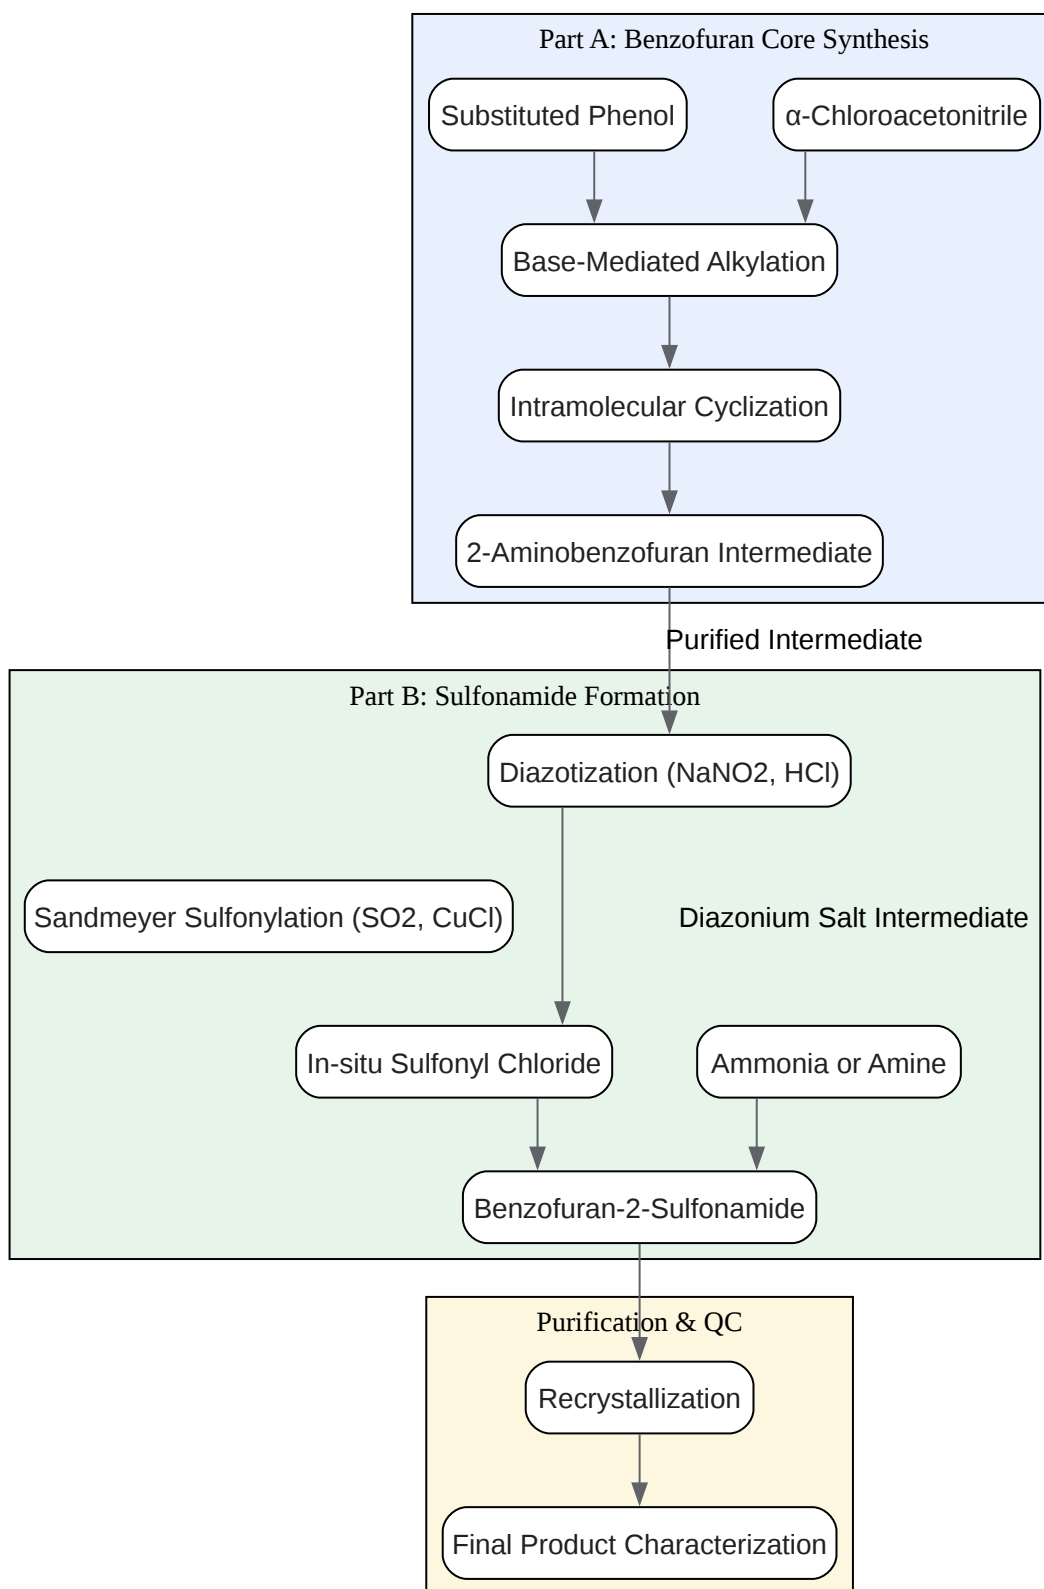 Part A: Benzofuran Core Synthesis
Substituted Phenol
α-Chloroacetonitrile
Base-Mediated Alkylation
Intramolecular Cyclization
2-Aminobenzofuran Intermediate
Purified Intermediate
Part B: Sulfonamide Formation
Diazotization (NaNO2, HCl)
Sandmeyer Sulfonylation (SO2, CuCl)
Diazonium Salt Intermediate
In-situ Sulfonyl Chloride
Ammonia or Amine
Benzofuran-2-Sulfonamide
Purification & QC
Recrystallization
Final Product Characterization